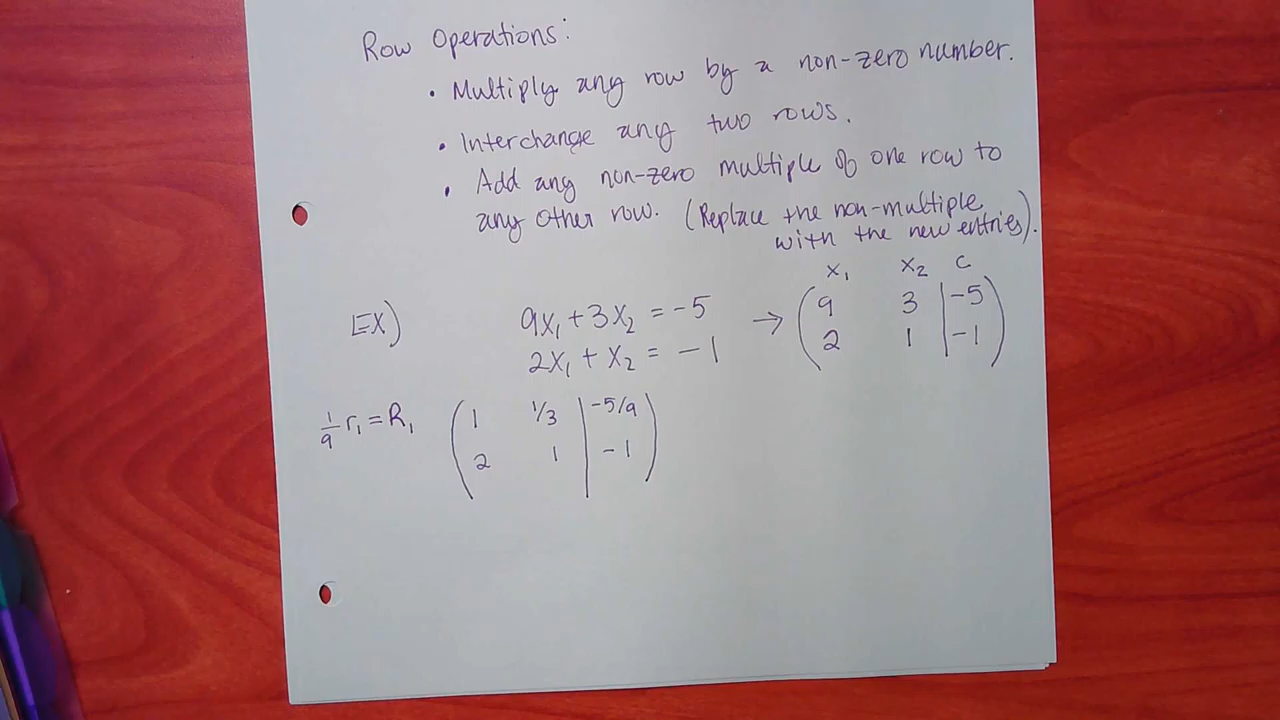 Row Operations:
• Multiply any row by a non-zero number.
• Interchange any two rows.
• Add any non-zero multiple of one row to
any other row. (Replace the non-multiple
with the new entries).
x₁ x₂ c
EX) 9x₁ + 3x₂ = -5 → ( 9 3 | -5 )
2x₁ + x₂ = -1 ( 2 1 | -1 )
1/9 r₁ = R₁ ( 1 1/3 | -5/9 )
( 2 1 | -1 )